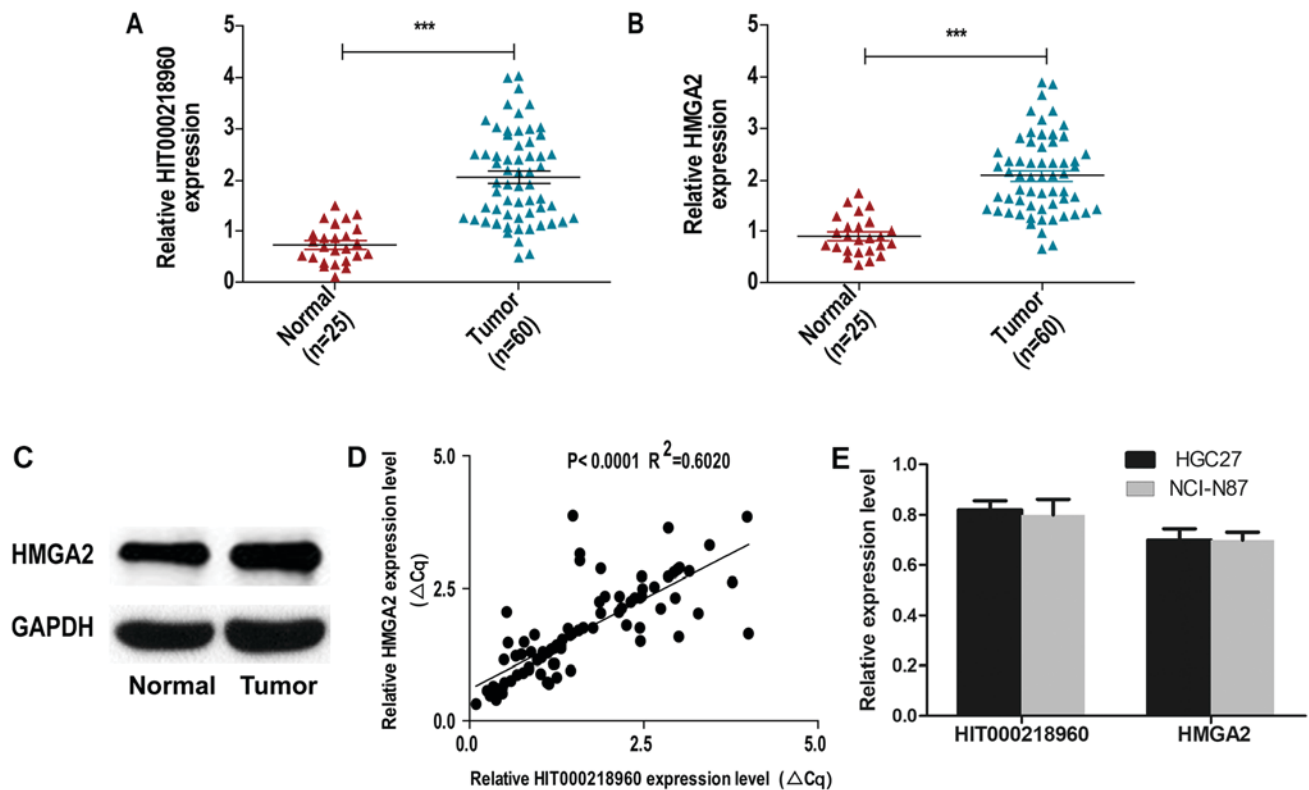 A
Relative HIT000218960
expression
5
4
3
2
1
0
***
Normal
(n=25)
Tumor
(n=60)
B
Relative HMGA2
expression
5
4
3
2
1
0
***
Normal
(n=25)
Tumor
(n=60)
C
HMGA2
GAPDH
Normal Tumor
D
Relative HMGA2 expression level
(△Cq)
5.0
2.5
0.0
P< 0.0001 R²=0.6020
0.0 2.5 5.0
Relative HIT000218960 expression level (△Cq)
E
Relative expression level
1.0
0.8
0.6
0.4
0.2
0.0
HGC27
NCI-N87
HIT000218960 HMGA2